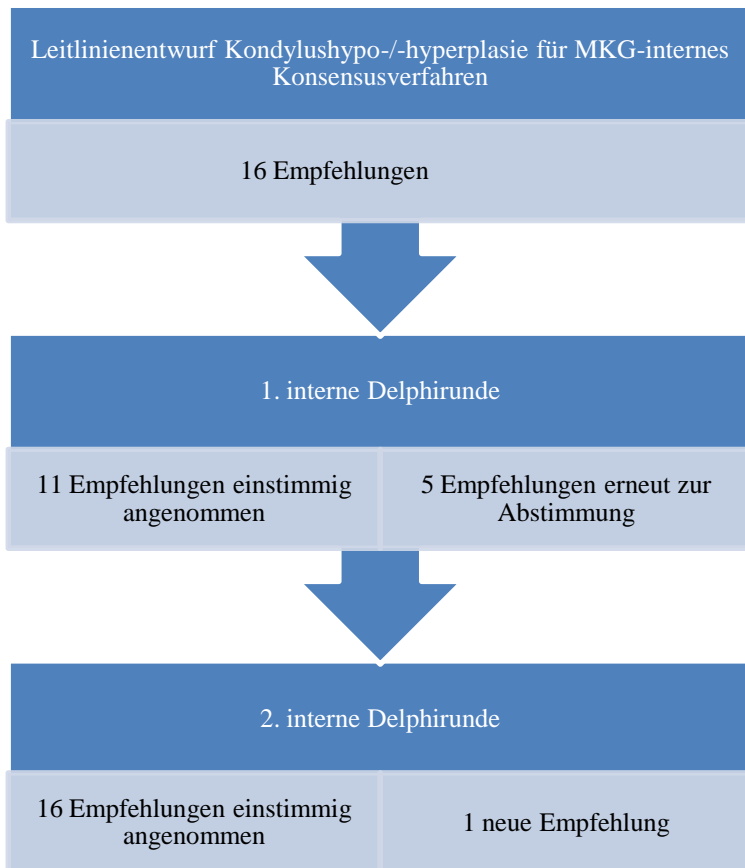 Leitlinienentwurf Kondylushypo-/-hyperplasie für MKG-internes
Konsensusverfahren
16 Empfehlungen
1. interne Delphirunde
11 Empfehlungen einstimmig
angenommen
5 Empfehlungen erneut zur
Abstimmung
2. interne Delphirunde
16 Empfehlungen einstimmig
angenommen
1 neue Empfehlung